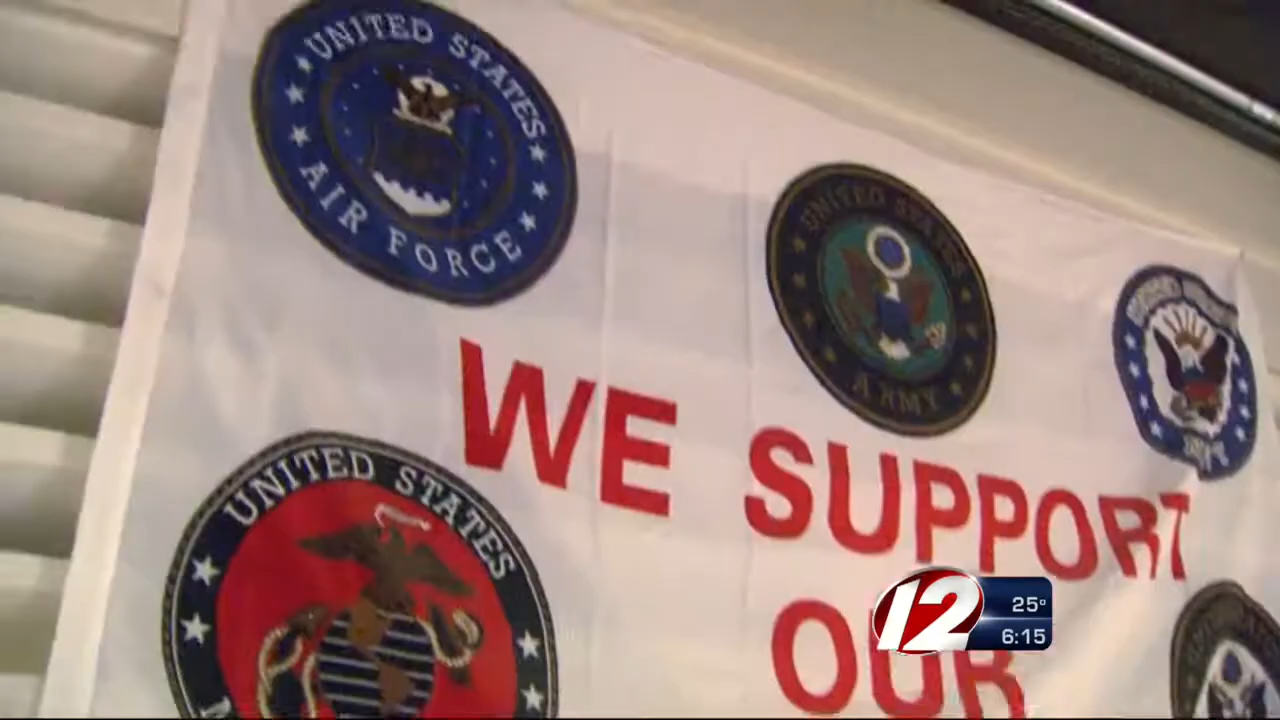 UNITED STATES
AIR FORCE
UNITED STATES
ARMY
WE SUPPORT
OUR
UNITED STATES
12
25°
6:15